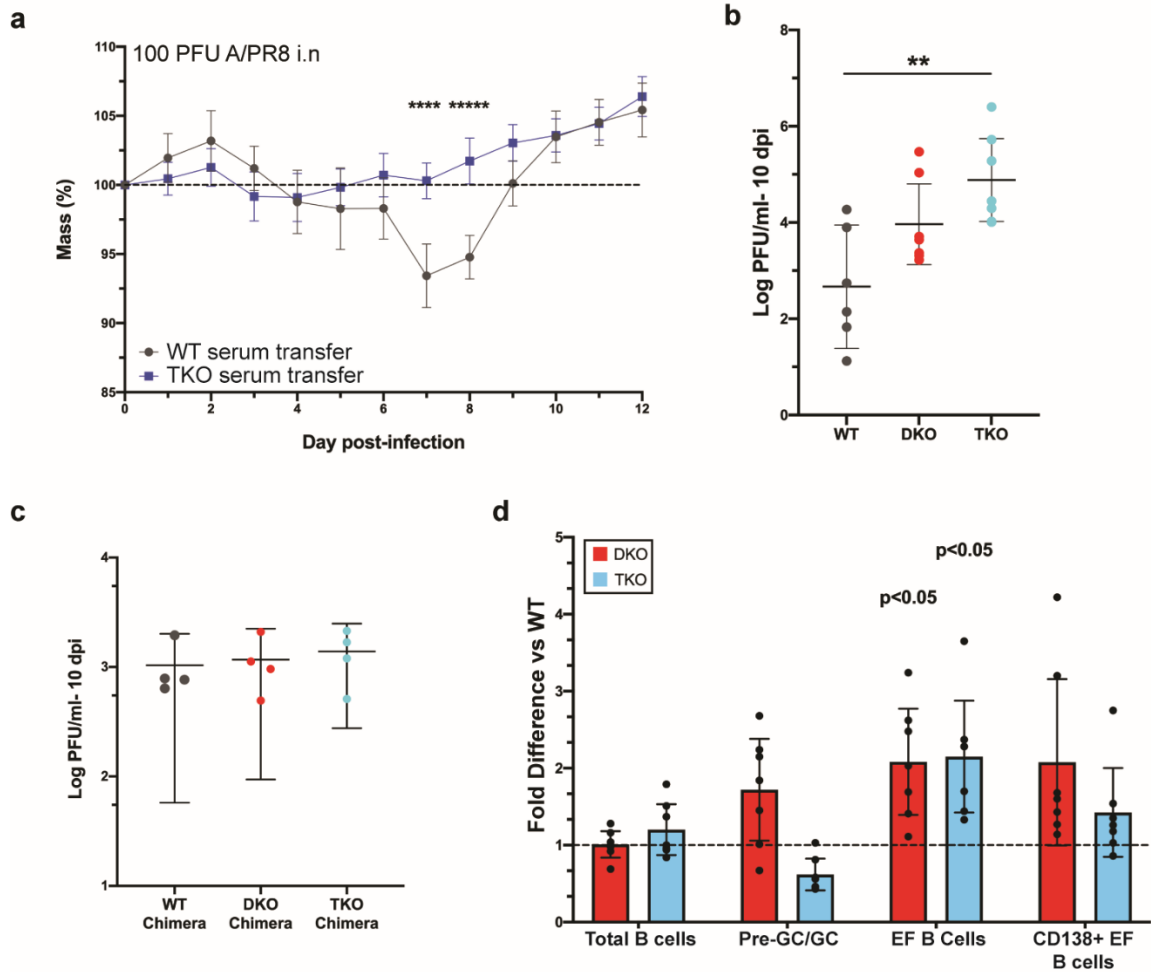 a
100 PFU A/PR8 i.n
110
105
100
95
90
85
**** *****
Mass (%)
WT serum transfer
TKO serum transfer
0 2 4 6 8 10 12
Day post-infection
b
8
6
4
2
0
**
Log PFU/ml- 10 dpi
WT DKO TKO
c
4
3
2
1
Log PFU/ml- 10 dpi
WT Chimera
DKO Chimera
TKO Chimera
d
5
4
3
2
1
0
DKO
TKO
p<0.05
p<0.05
Fold Difference vs WT
Total B cells
Pre-GC/GC
EF B Cells
CD138+ EF
B cells